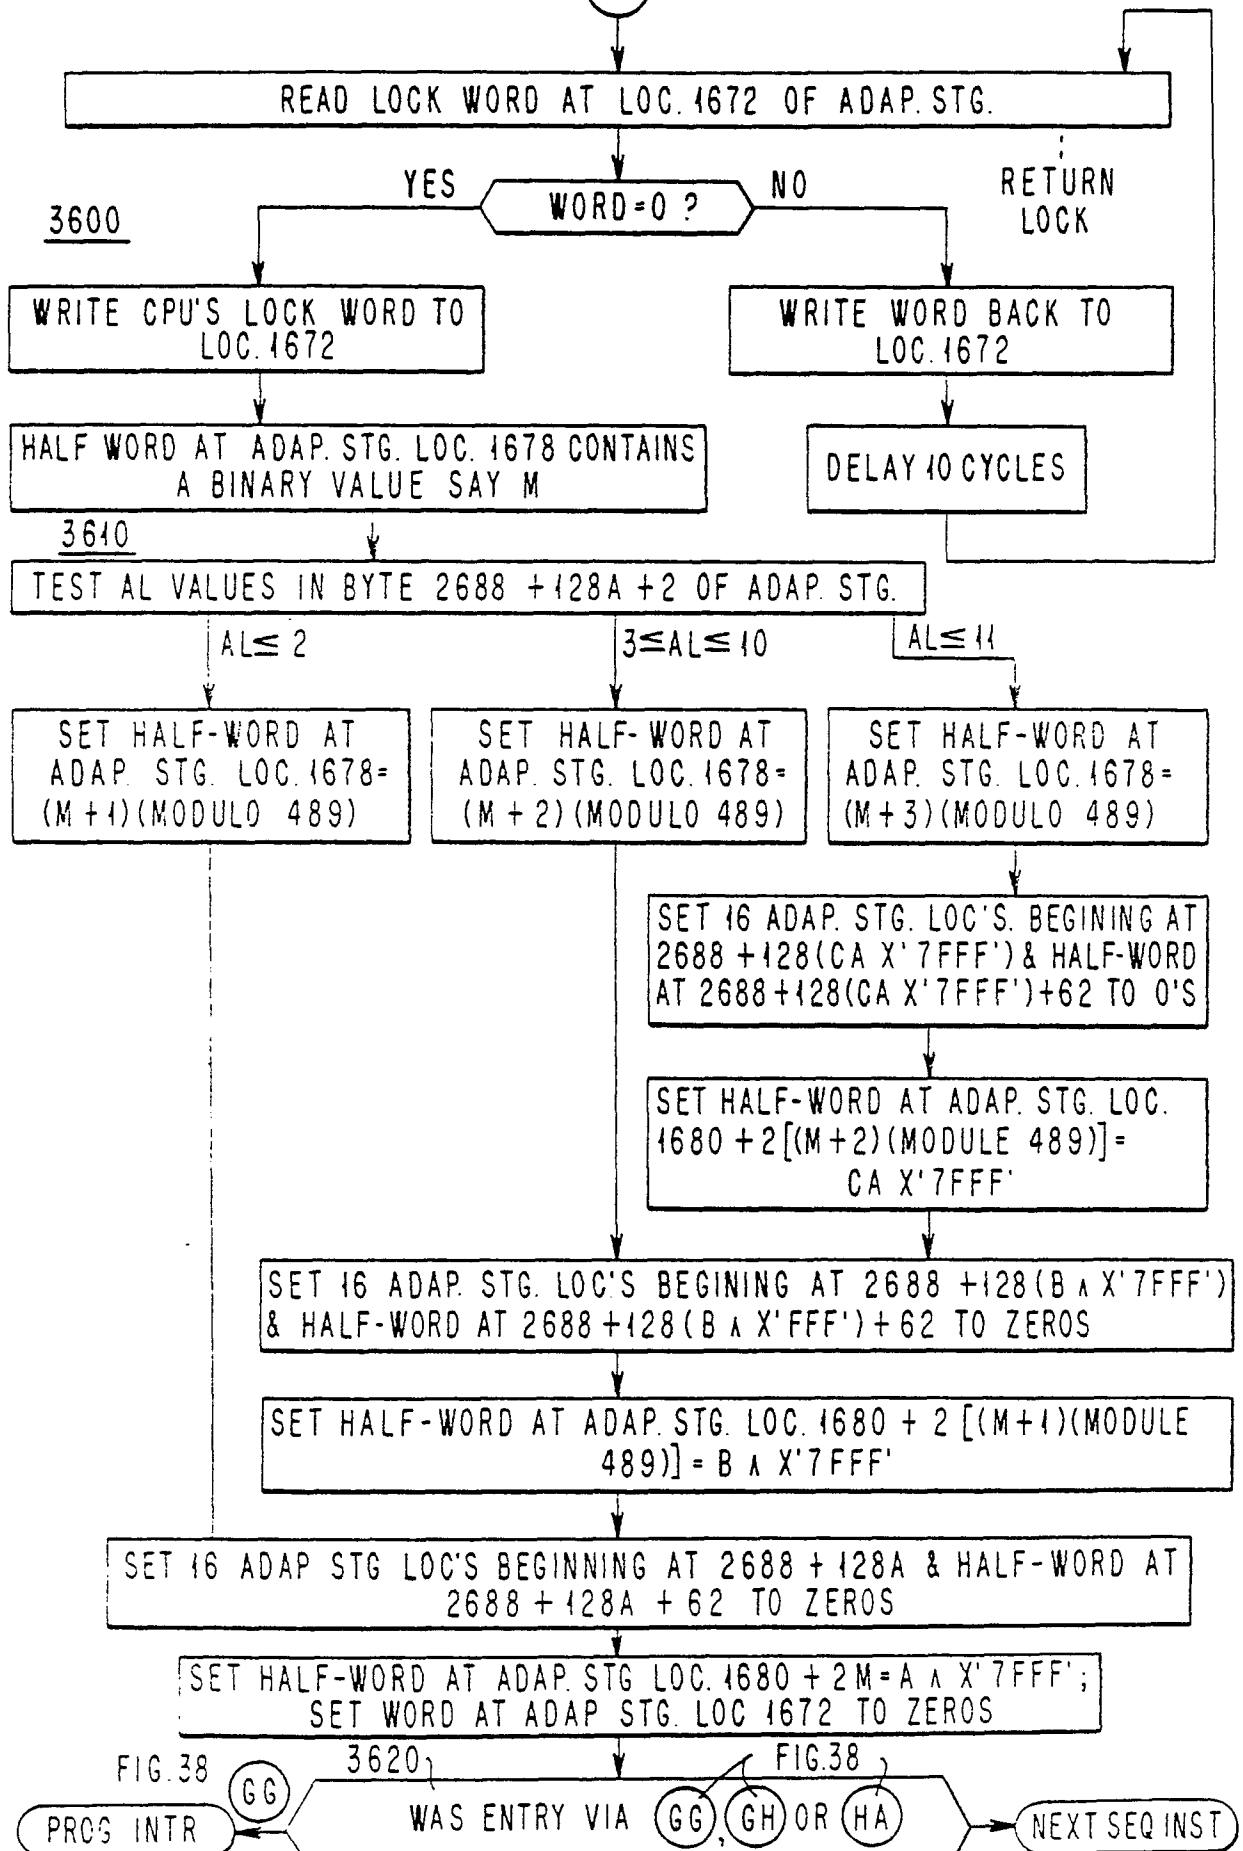 READ LOCK WORD AT LOC. 1672 OF ADAP. STG.
YES
WORD=0 ?
NO
RETURN
LOCK
3600
WRITE CPU'S LOCK WORD TO
LOC. 1672
WRITE WORD BACK TO
LOC. 1672
HALF WORD AT ADAP. STG. LOC. 1678 CONTAINS
A BINARY VALUE SAY M
DELAY 10 CYCLES
3610
TEST AL VALUES IN BYTE 2688 +128A +2 OF ADAP. STG.
AL≤ 2
3≤AL≤10
AL≤11
SET HALF-WORD AT
ADAP. STG. LOC. 1678=
(M+1)(MODULO 489)
SET HALF-WORD AT
ADAP. STG. LOC. 1678=
(M+2)(MODULO 489)
SET HALF-WORD AT
ADAP. STG. LOC. 1678=
(M+3)(MODULO 489)
SET 16 ADAP. STG. LOC'S. BEGINING AT
2688 +128(CA X'7FFF') & HALF-WORD
AT 2688+128(CA X'7FFF')+62 TO 0'S
SET HALF-WORD AT ADAP. STG. LOC.
1680 +2[(M+2)(MODULE 489)]=
CA X'7FFF'
SET 16 ADAP. STG. LOC'S BEGINING AT 2688 +128(B ∧ X'7FFF')
& HALF-WORD AT 2688+128(B ∧ X'FFF')+62 TO ZEROS
SET HALF-WORD AT ADAP. STG. LOC. 1680 + 2 [(M+1)(MODULE
489)] = B ∧ X'7FFF'
SET 16 ADAP STG LOC'S BEGINNING AT 2688 +128A & HALF-WORD AT
2688 +128A +62 TO ZEROS
SET HALF-WORD AT ADAP. STG LOC. 1680 +2M=A ∧ X'7FFF';
SET WORD AT ADAP STG. LOC 1672 TO ZEROS
FIG.38
GG
3620
FIG.38
PROG INTR
WAS ENTRY VIA GG, GH OR HA
NEXT SEQ INST